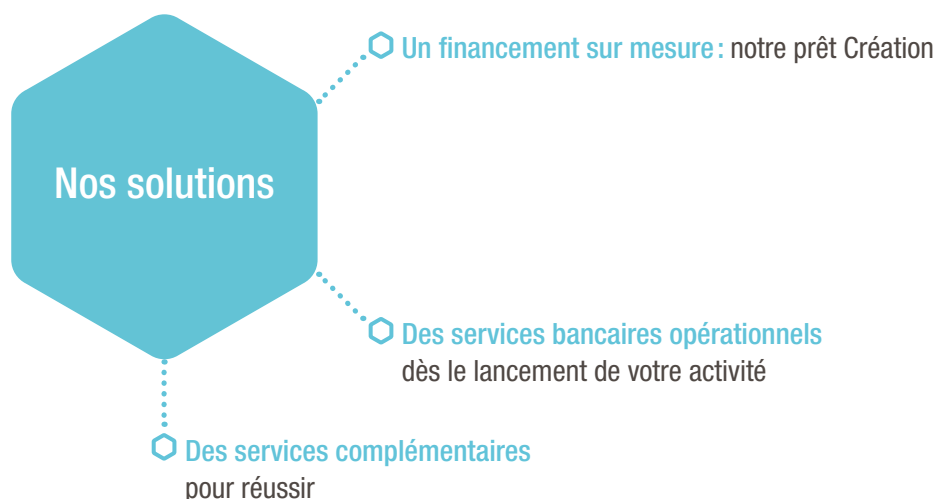 Nos solutions
Un financement sur mesure : notre prêt Création
Des services bancaires opérationnels
dès le lancement de votre activité
Des services complémentaires
pour réussir